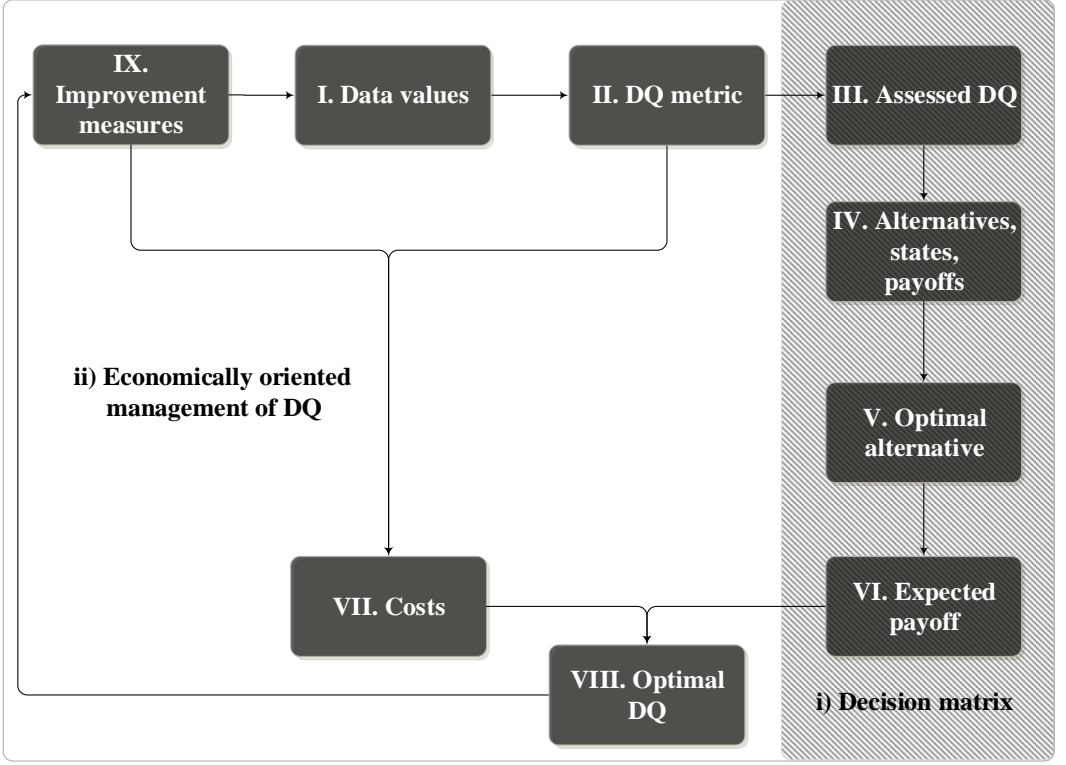 IX.
Improvement
measures
I. Data values
II. DQ metric
III. Assessed DQ
IV. Alternatives,
states,
payoffs
ii) Economically oriented
management of DQ
V. Optimal
alternative
VII. Costs
VI. Expected
payoff
VIII. Optimal
DQ
i) Decision matrix